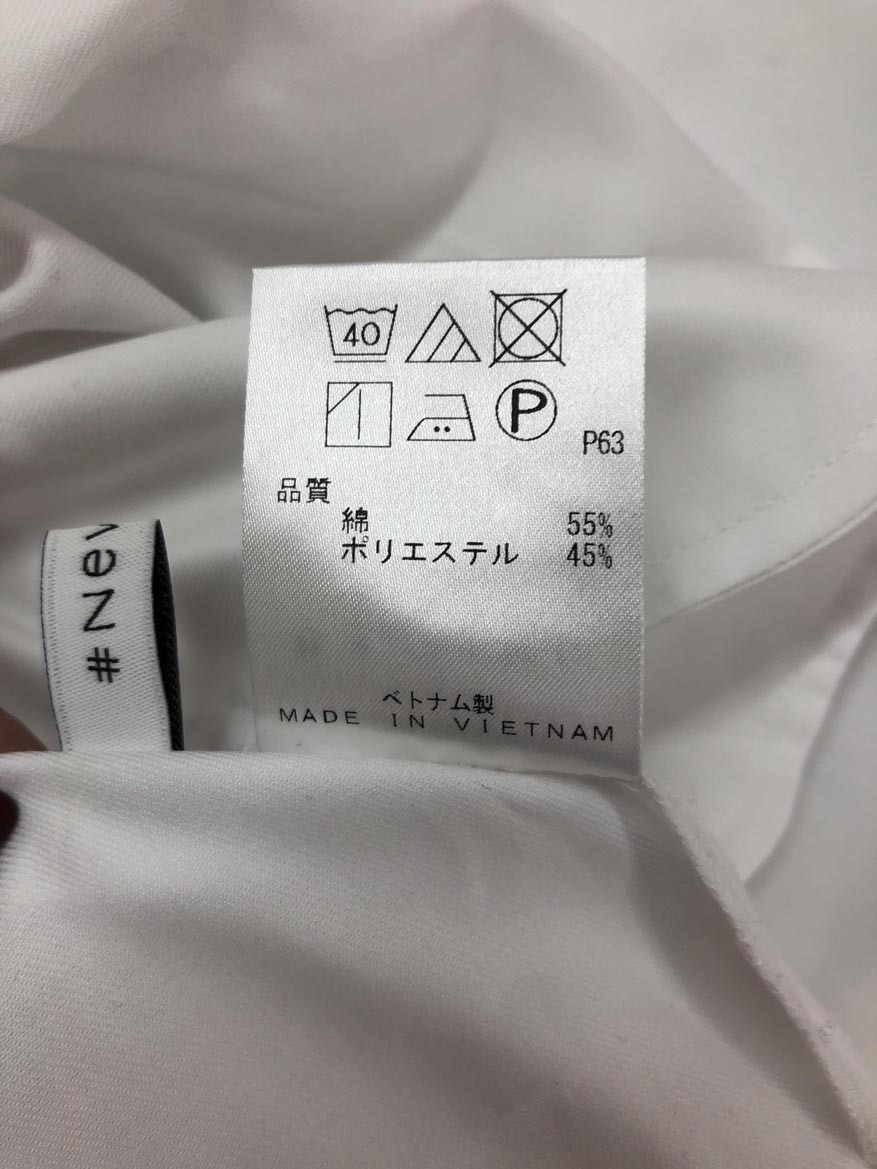 40
P
P63
品質
綿 55%
ポリエステル 45%
ベトナム製
MADE IN VIETNAM
#Nev